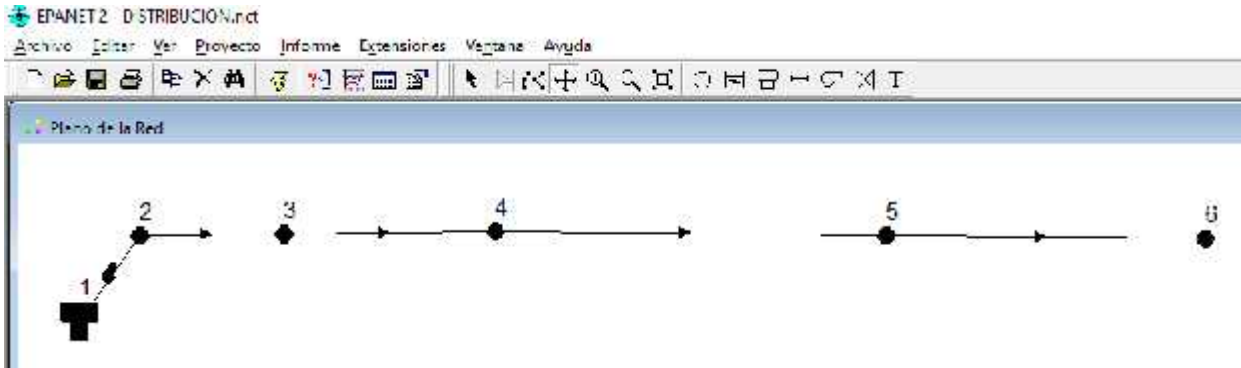 EPANET 2 D STRIBUCION.net
Archivo Editar Ver Proyecto Informe Extensiones Ventana Ayuda
T
Plano de la Red
2 3 4 5 6
1